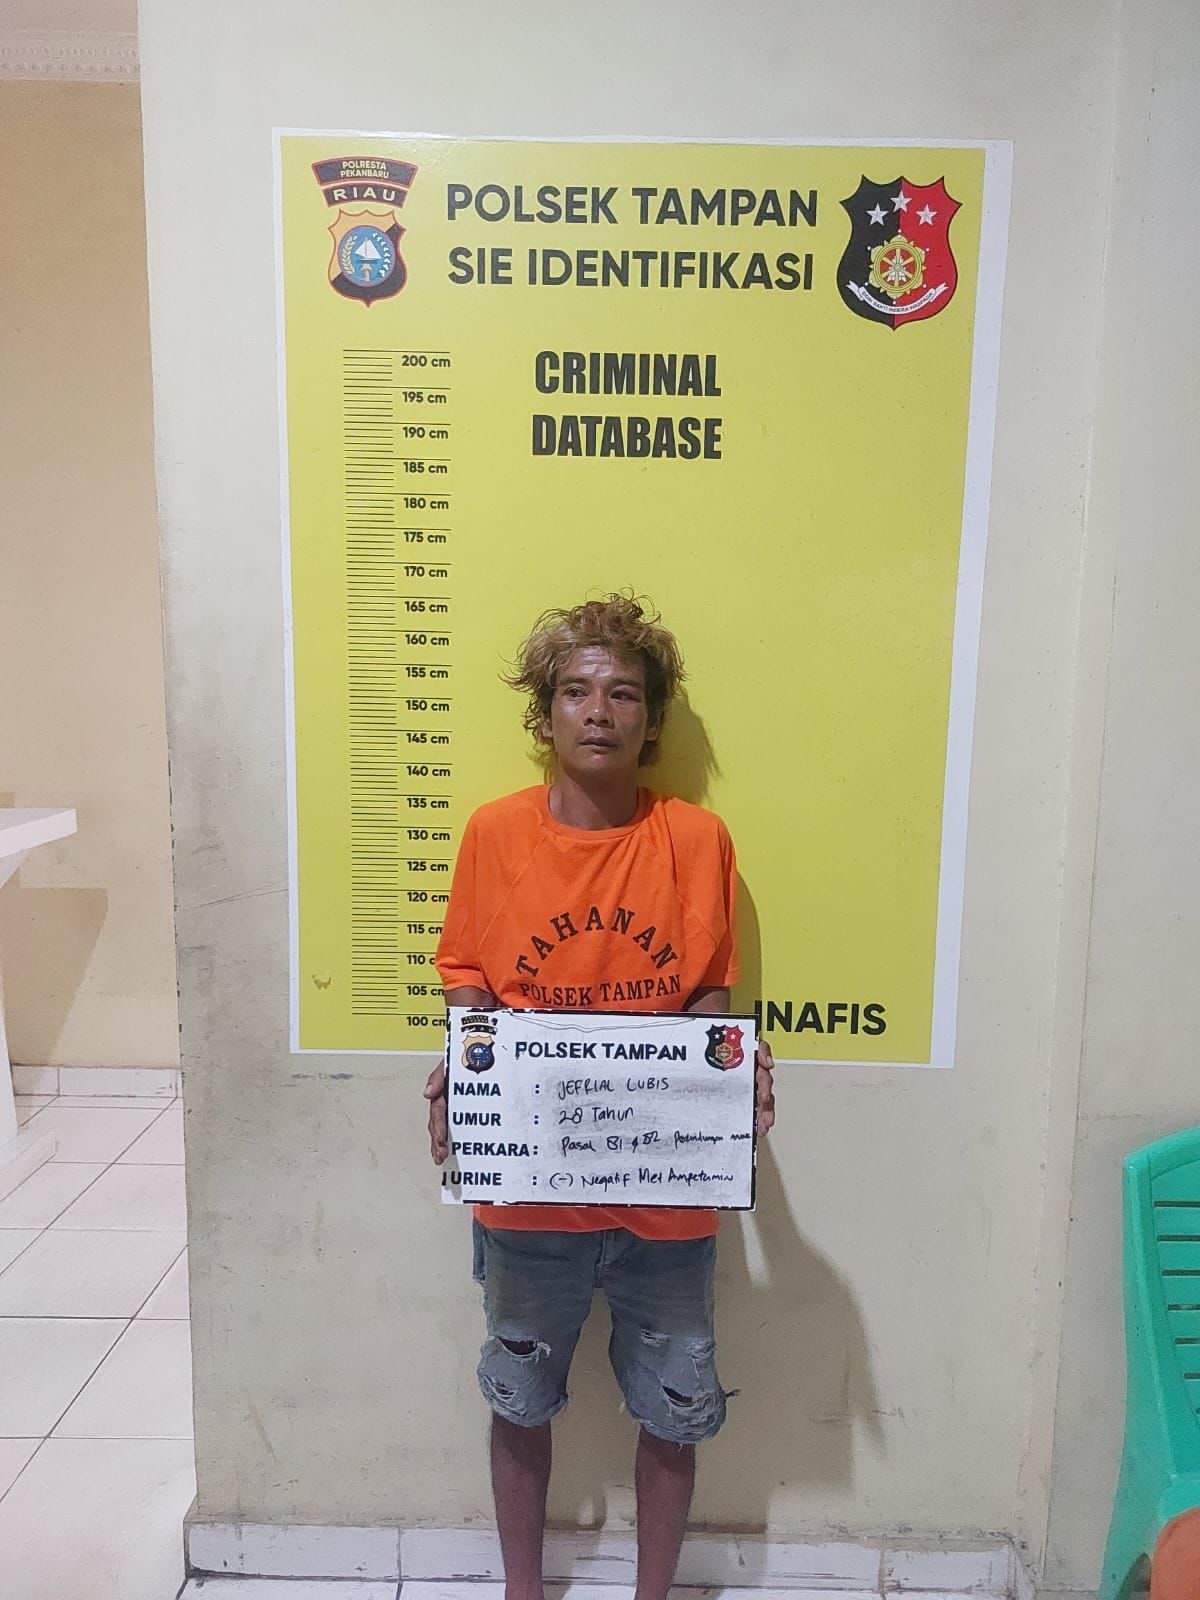 POLRESTA
PEKANBARU
RIAU
POLSEK TAMPAN
SIE IDENTIFIKASI
CRIMINAL
DATABASE
200 cm
195 cm
190 cm
185 cm
180 cm
175 cm
170 cm
165 cm
160 cm
155 cm
150 cm
145 cm
140 cm
135 cm
130 cm
125 cm
120 cm
115 cm
110 c
105 cm
100 cm
INAFIS
TAHANAN
POLSEK TAMPAN
POLSEK TAMPAN
NAMA : JEFRIAL LUBIS
UMUR : 28 Tahun
PERKARA : Pasal 81 & 82
URINE : (-) Negatif Met Ampetamin